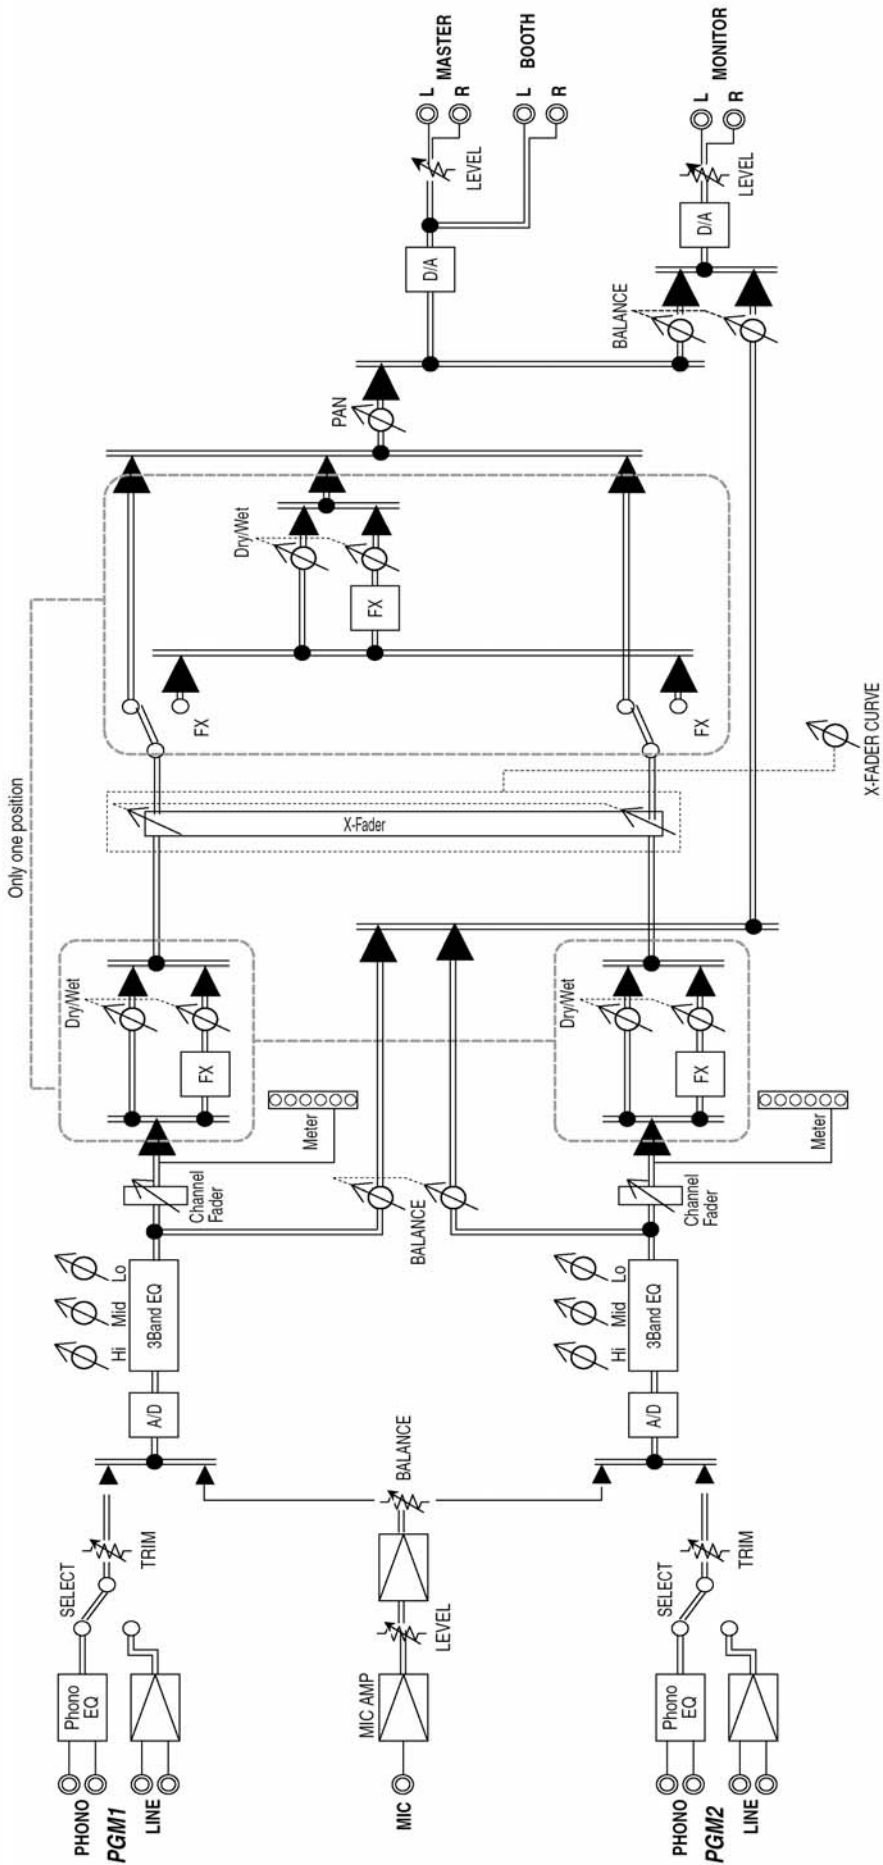 PHONO
PGM1
LINE
Phono
EQ
SELECT
TRIM
A/D
Hi
Mid
Lo
3Band EQ
Channel
Fader
Meter
FX
Dry/Wet
Only one position
MIC
MIC AMP
LEVEL
BALANCE
BALANCE
PHONO
PGM2
LINE
Phono
EQ
SELECT
TRIM
A/D
Hi
Mid
Lo
3Band EQ
Channel
Fader
Meter
FX
Dry/Wet
X-Fader
X-FADER CURVE
FX
FX
FX
Dry/Wet
PAN
D/A
LEVEL
L
MASTER
R
L
BOOTH
R
BALANCE
D/A
LEVEL
L
MONITOR
R